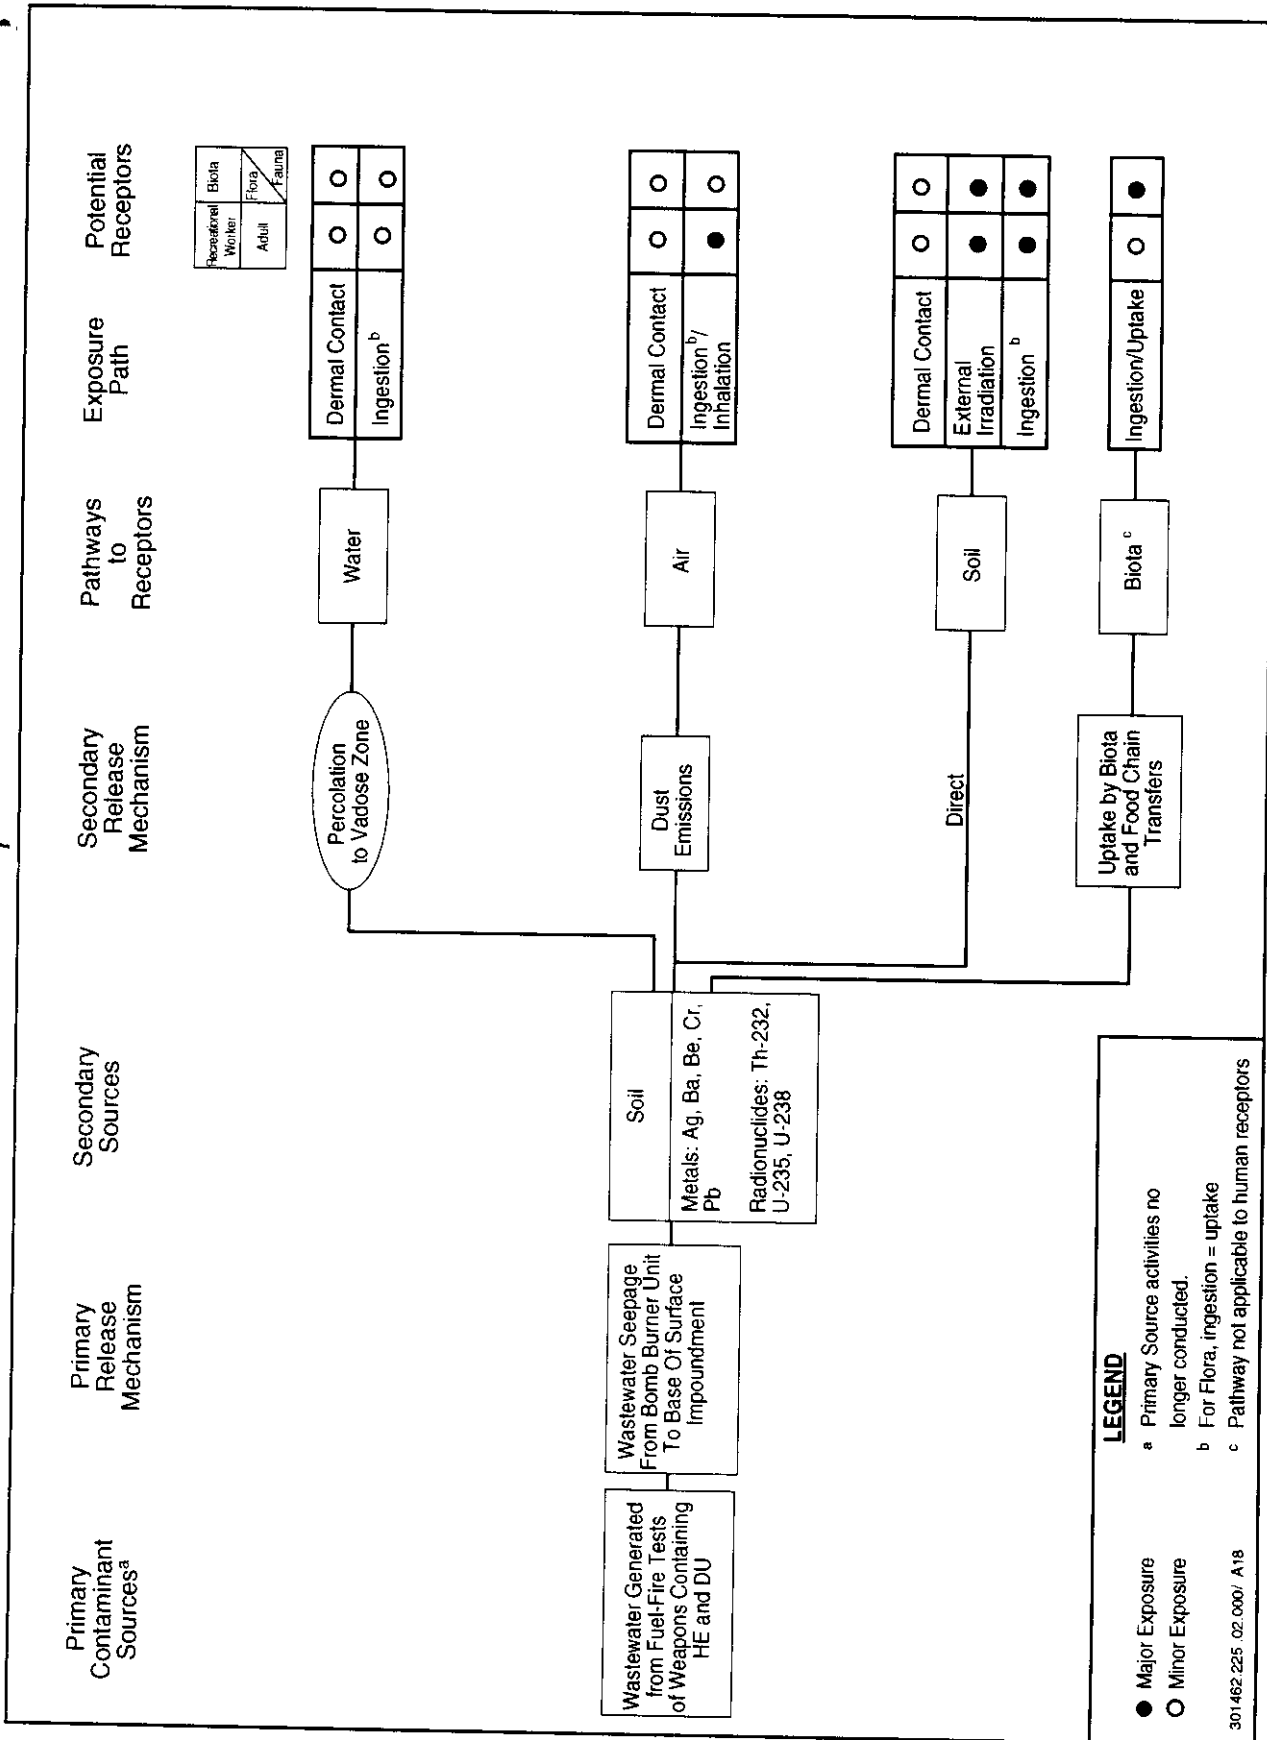 Primary
Contaminant
Sourcesa
Primary
Release
Mechanism
Secondary
Sources
Secondary
Release
Mechanism
Pathways
to
Receptors
Exposure
Path
Potential
Receptors
Recreational
Worker
Biota
Adult
Flora
Fauna
Wastewater Generated
from Fuel-Fire Tests
of Weapons Containing
HE and DU
Wastewater Seepage
From Bomb Burner Unit
To Base Of Surface
Impoundment
Soil
Metals: Ag, Ba, Be, Cr,
Pb
Radionuclides: Th-232,
U-235, U-238
Percolation
to Vadose Zone
Water
Dermal Contact
Ingestionb
Dust
Emissions
Air
Dermal Contact
Ingestionb/
Inhalation
Direct
Soil
Dermal Contact
External
Irradiation
Ingestion b
Uptake by Biota
and Food Chain
Transfers
Biota c
Ingestion/Uptake
LEGEND
● Major Exposure
○ Minor Exposure
a Primary Source activities no
longer conducted.
b For Flora, ingestion = uptake
c Pathway not applicable to human receptors
301462.225.02.000/ A18